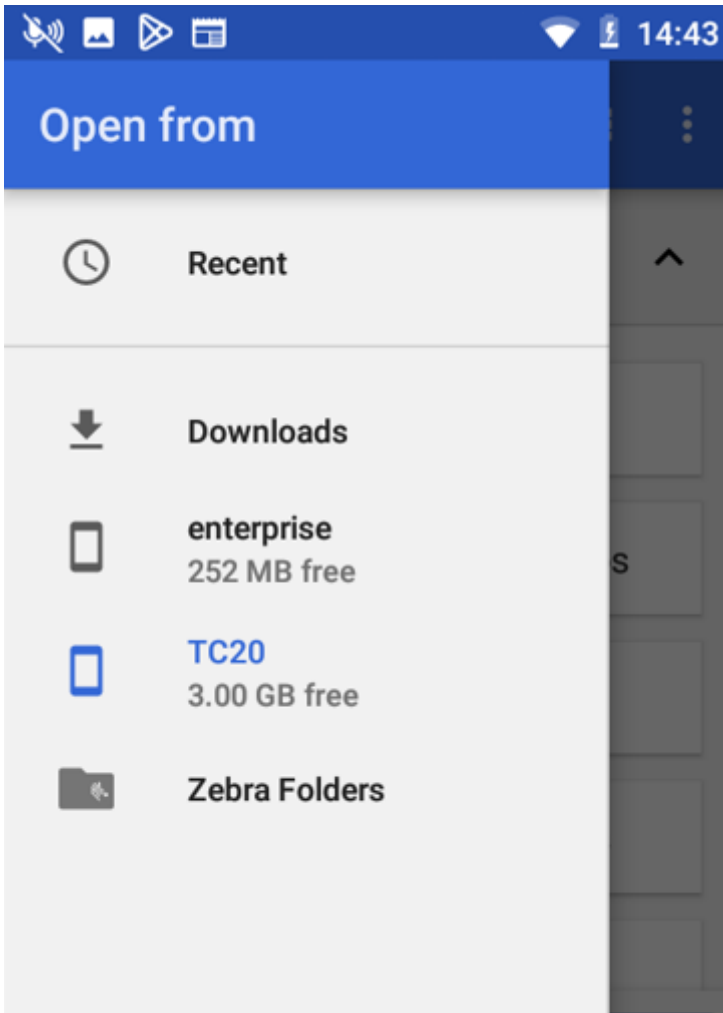 14:43
Open from
Recent
Downloads
enterprise
252 MB free
s
TC20
3.00 GB free
Zebra Folders